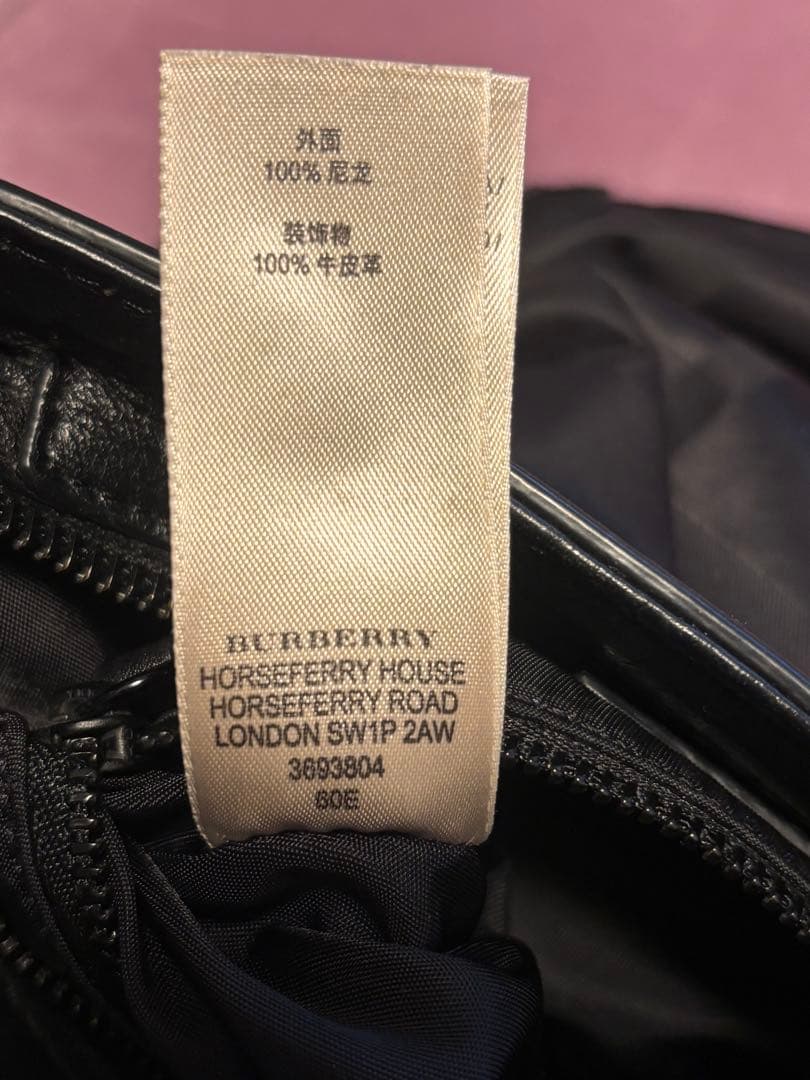 外面
100% 尼龙
装饰物
100% 牛皮革
BURBERRY
HORSEFERRY HOUSE
HORSEFERRY ROAD
LONDON SW1P 2AW
3693804
60E